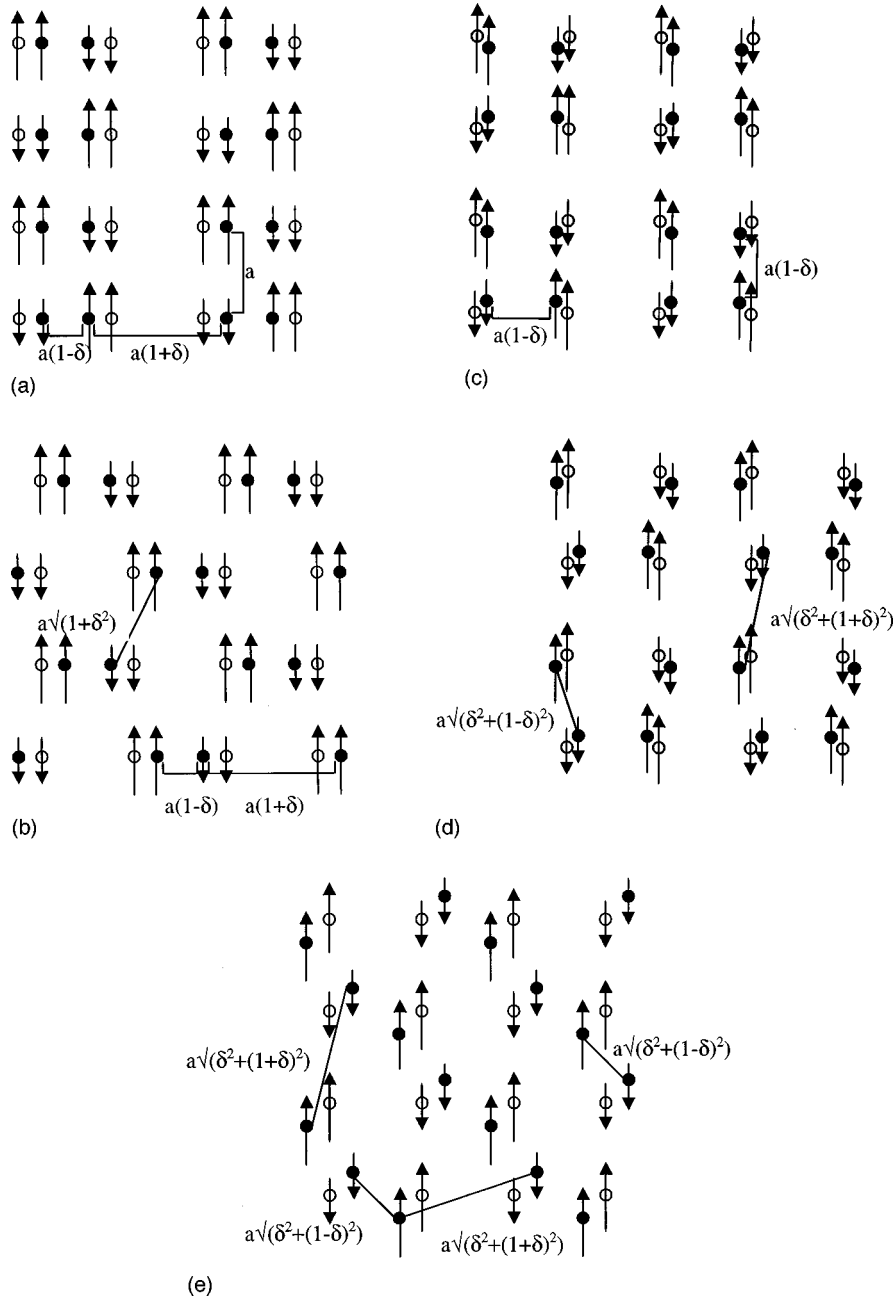 a
a(1-δ)
a(1+δ)
(a)
a(1-δ)
a(1-δ)
(c)
a√(1+δ²)
a(1-δ)
a(1+δ)
(b)
a√(δ²+(1+δ)²)
a√(δ²+(1-δ)²)
(d)
a√(δ²+(1+δ)²)
a√(δ²+(1-δ)²)
a√(δ²+(1-δ)²)
a√(δ²+(1+δ)²)
(e)